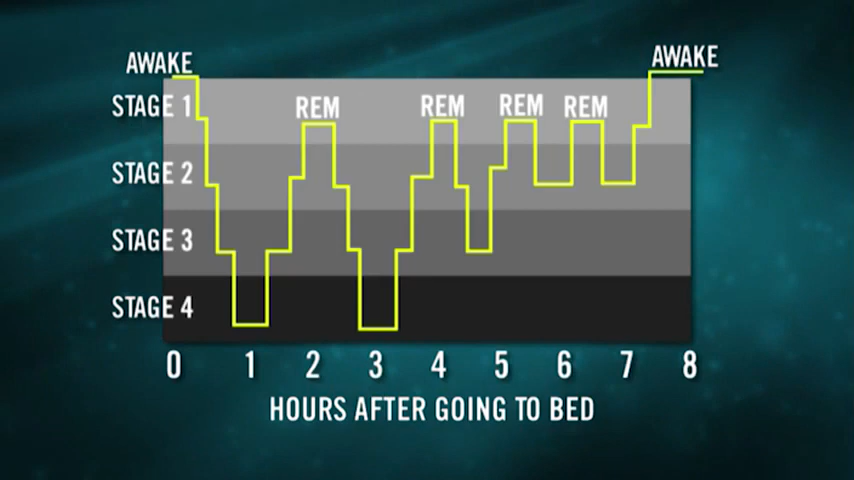 AWAKE
AWAKE
STAGE 1
REM
REM
REM
REM
STAGE 2
STAGE 3
STAGE 4
0 1 2 3 4 5 6 7 8
HOURS AFTER GOING TO BED